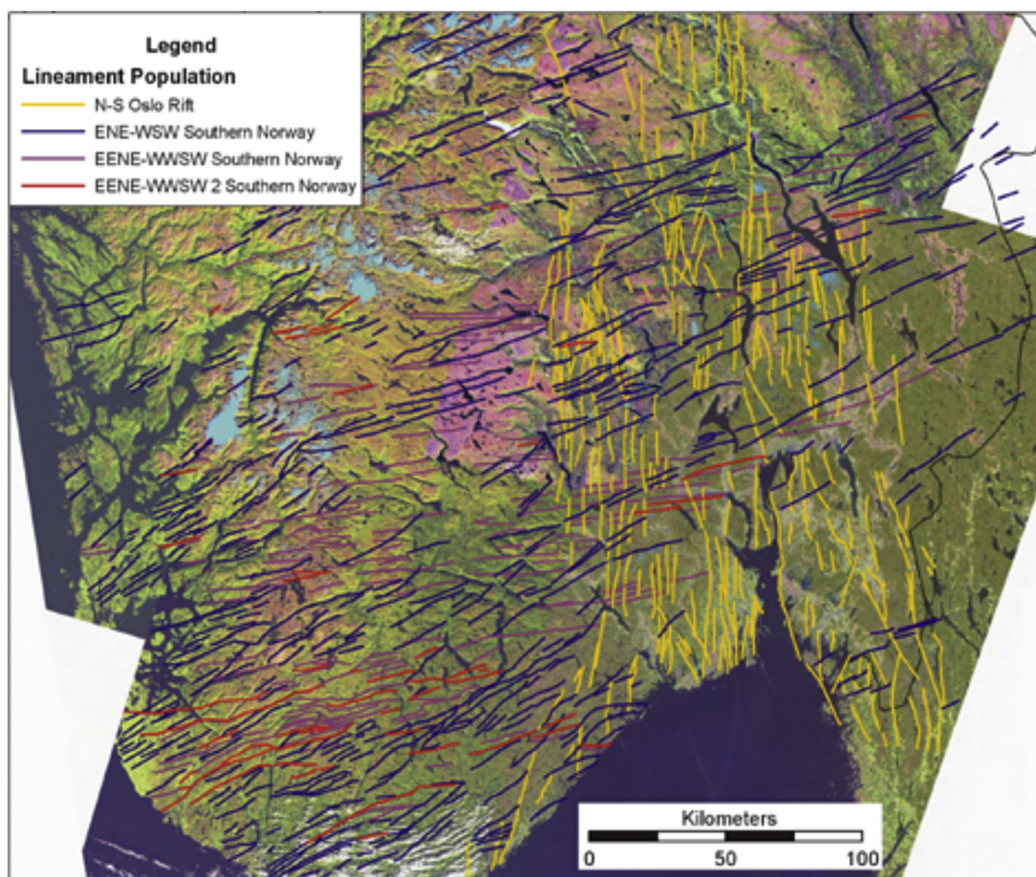 Legend
Lineament Population
N-S Oslo Rift
ENE-WSW Southern Norway
EENE-WWSW Southern Norway
EENE-WWSW 2 Southern Norway
Kilometers
0 50 100